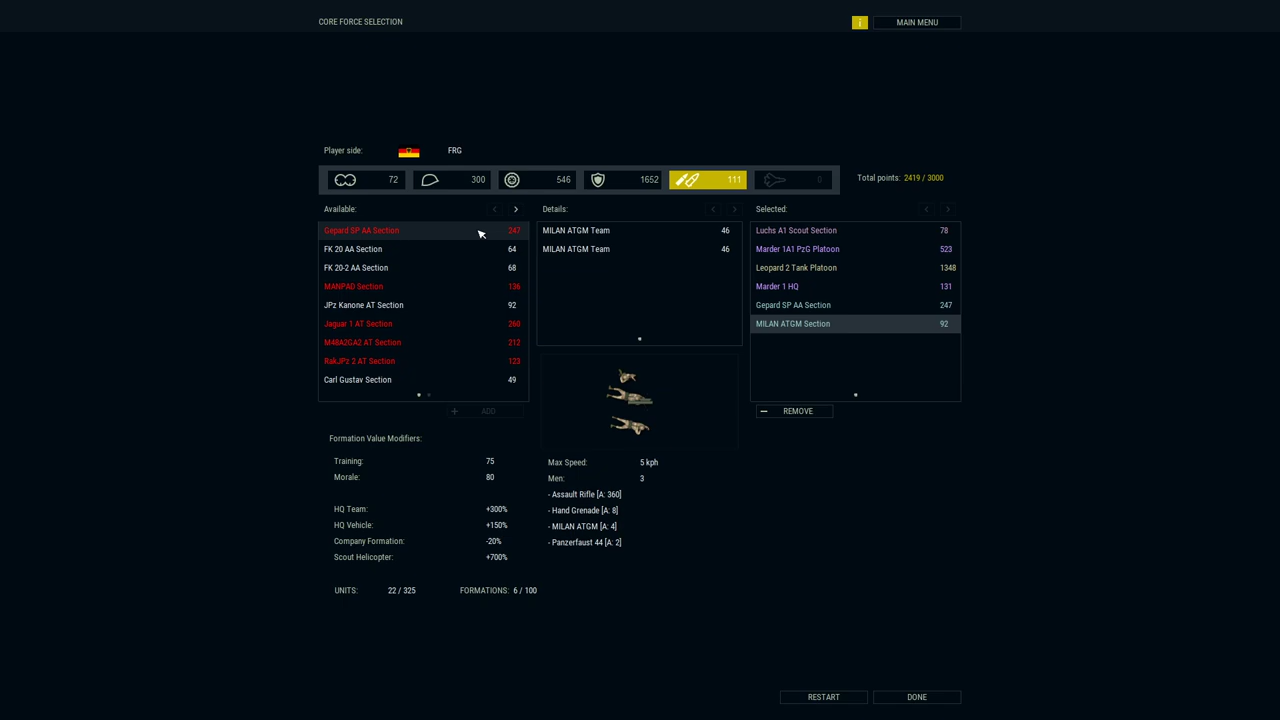 CORE FORCE SELECTION
i
MAIN MENU
Player side:
FRG
72
300
546
1652
111
0
Total points: 2419 / 3000
Available:
Gepard SP AA Section 247
FK 20 AA Section 64
FK 20-2 AA Section 68
MANPAD Section 136
JPz Kanone AT Section 92
Jaguar 1 AT Section 260
M48A2GA2 AT Section 212
RakJPz 2 AT Section 123
Carl Gustav Section 49
+ ADD
Details:
MILAN ATGM Team 46
MILAN ATGM Team 46
Selected:
Luchs A1 Scout Section 78
Marder 1A1 PzG Platoon 523
Leopard 2 Tank Platoon 1348
Marder 1 HQ 131
Gepard SP AA Section 247
MILAN ATGM Section 92
REMOVE
Formation Value Modifiers:
Training: 75
Morale: 80
HQ Team: +300%
HQ Vehicle: +150%
Company Formation: -20%
Scout Helicopter: +700%
Max Speed: 5 kph
Men: 3
- Assault Rifle [A: 360]
- Hand Grenade [A: 8]
- MILAN ATGM [A: 4]
- Panzerfaust 44 [A: 2]
UNITS: 22 / 325
FORMATIONS: 6 / 100
RESTART
DONE